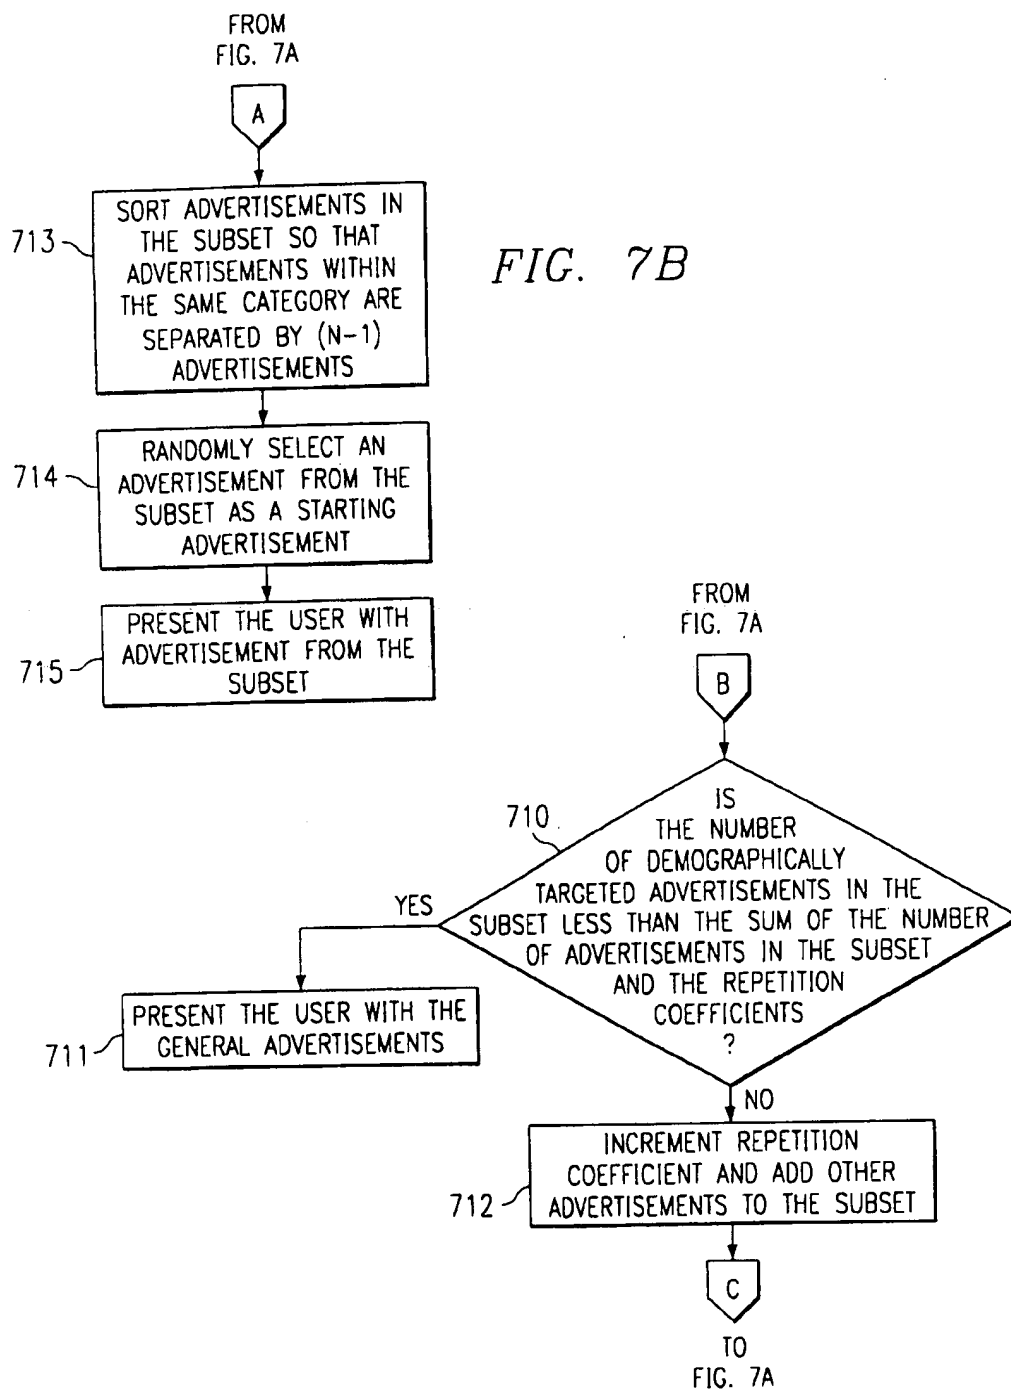 FROM
FIG. 7A
A
713
SORT ADVERTISEMENTS IN
THE SUBSET SO THAT
ADVERTISEMENTS WITHIN
THE SAME CATEGORY ARE
SEPARATED BY (N-1)
ADVERTISEMENTS
FIG. 7B
714
RANDOMLY SELECT AN
ADVERTISEMENT FROM THE
SUBSET AS A STARTING
ADVERTISEMENT
715
PRESENT THE USER WITH
ADVERTISEMENT FROM THE
SUBSET
FROM
FIG. 7A
B
710
IS
THE NUMBER
OF DEMOGRAPHICALLY
TARGETED ADVERTISEMENTS IN THE
SUBSET LESS THAN THE SUM OF THE NUMBER
OF ADVERTISEMENTS IN THE SUBSET
AND THE REPETITION
COEFFICIENTS
?
YES
711
PRESENT THE USER WITH THE
GENERAL ADVERTISEMENTS
NO
712
INCREMENT REPETITION
COEFFICIENT AND ADD OTHER
ADVERTISEMENTS TO THE SUBSET
C
TO
FIG. 7A